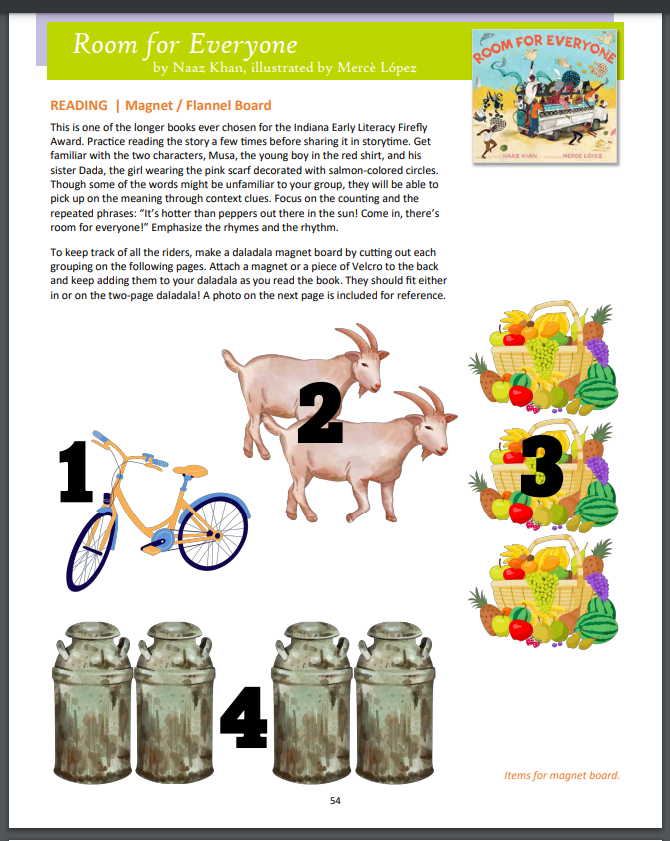 Room for Everyone
by Naaz Khan, illustrated by Mercè López
ROOM FOR EVERYONE
NAAZ KHAN
MERCÈ LÓPEZ
READING | Magnet / Flannel Board
This is one of the longer books ever chosen for the Indiana Early Literacy Firefly
Award. Practice reading the story a few times before sharing it in storytime. Get
familiar with the two characters, Musa, the young boy in the red shirt, and his
sister Dada, the girl wearing the pink scarf decorated with salmon-colored circles.
Though some of the words might be unfamiliar to your group, they will be able to
pick up on the meaning through context clues. Focus on the counting and the
repeated phrases: “It’s hotter than peppers out there in the sun! Come in, there’s
room for everyone!” Emphasize the rhymes and the rhythm.
To keep track of all the riders, make a daladala magnet board by cutting out each
grouping on the following pages. Attach a magnet or a piece of Velcro to the back
and keep adding them to your daladala as you read the book. They should fit either
in or on the two-page daladala! A photo on the next page is included for reference.
1
2
3
4
Items for magnet board.
54